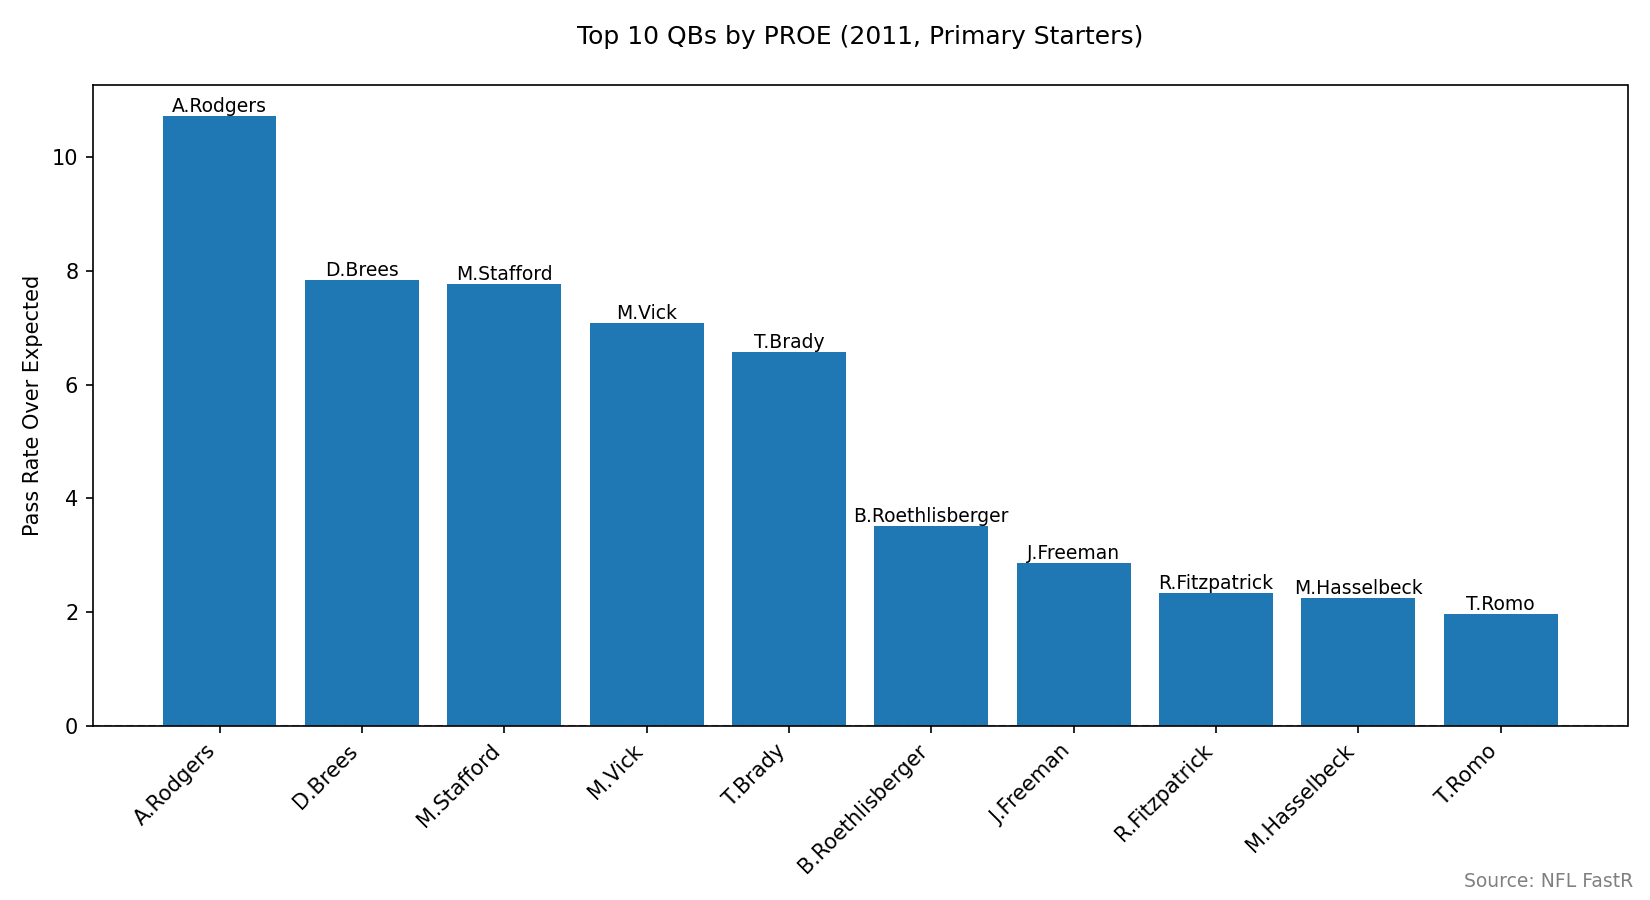 Top 10 QBs by PROE (2011, Primary Starters)
Pass Rate Over Expected
10
8
6
4
2
0
A.Rodgers
D.Brees
M.Stafford
M.Vick
T.Brady
B.Roethlisberger
J.Freeman
R.Fitzpatrick
M.Hasselbeck
T.Romo
A.Rodgers
D.Brees
M.Stafford
M.Vick
T.Brady
B.Roethlisberger
J.Freeman
R.Fitzpatrick
M.Hasselbeck
T.Romo
Source: NFL FastR